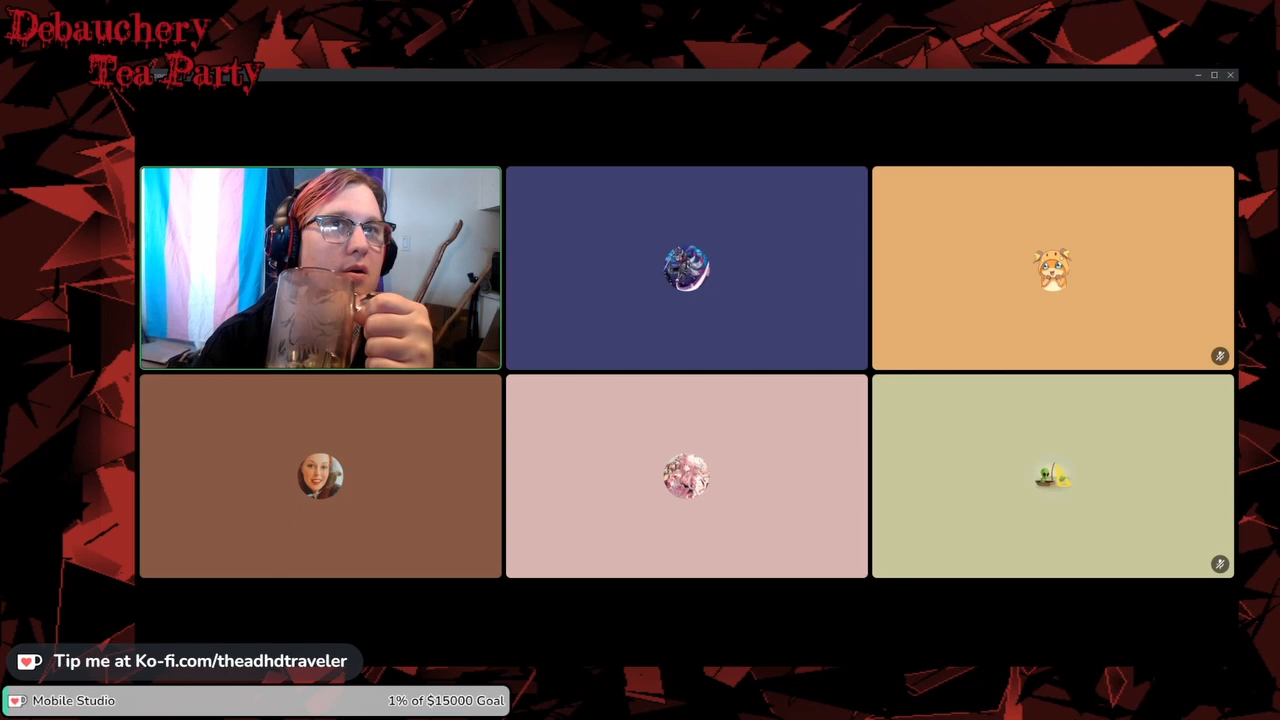 Debauchery
Tea Party
Tip me at Ko-fi.com/theadhdtraveler
Mobile Studio
1% of $15000 Goal